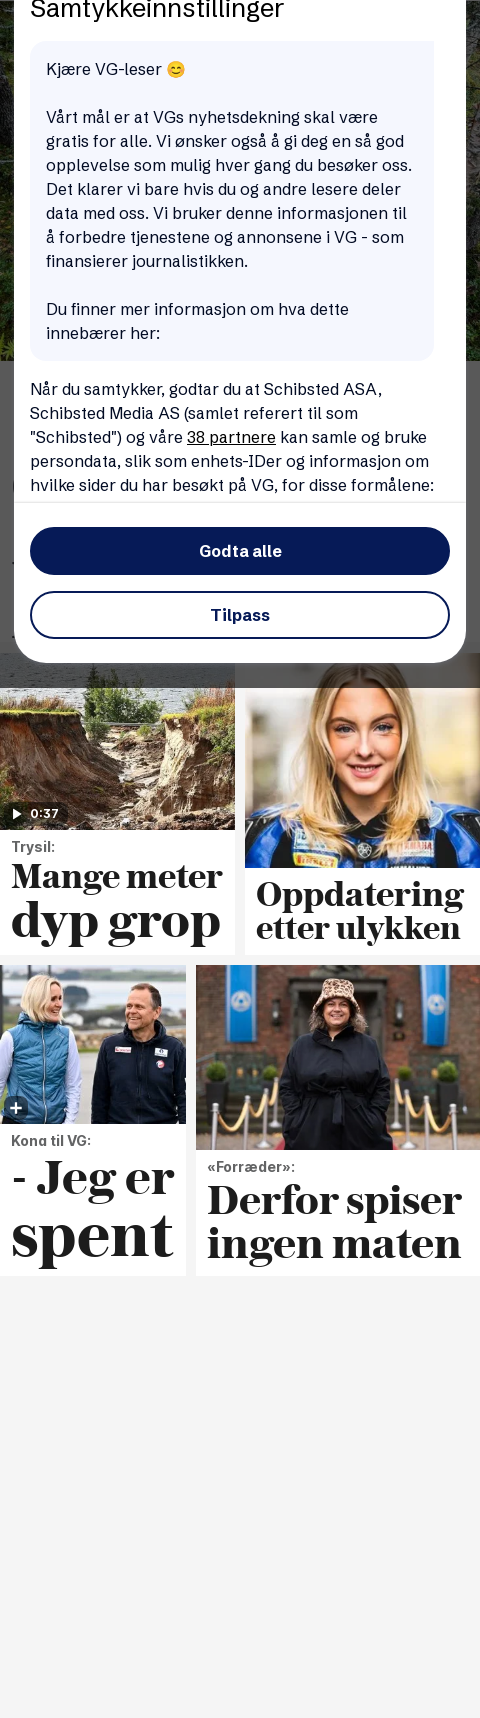 Samtykkeinnstillinger
Kjære VG-leser 😊
Vårt mål er at VGs nyhetsdekning skal være
gratis for alle. Vi ønsker også å gi deg en så god
opplevelse som mulig hver gang du besøker oss.
Det klarer vi bare hvis du og andre lesere deler
data med oss. Vi bruker denne informasjonen til
å forbedre tjenestene og annonsene i VG - som
finansierer journalistikken.
Du finner mer informasjon om hva dette
innebærer her:
Når du samtykker, godtar du at Schibsted ASA,
Schibsted Media AS (samlet referert til som
"Schibsted") og våre 38 partnere kan samle og bruke
persondata, slik som enhets-IDer og informasjon om
hvilke sider du har besøkt på VG, for disse formålene:
Godta alle
Tilpass
0:37
Trysil:
Mange meter
dyp grop
YAMAHA
Oppdatering
etter ulykken
Kona til VG:
- Jeg er
spent
«Forræder»:
Derfor spiser
ingen maten